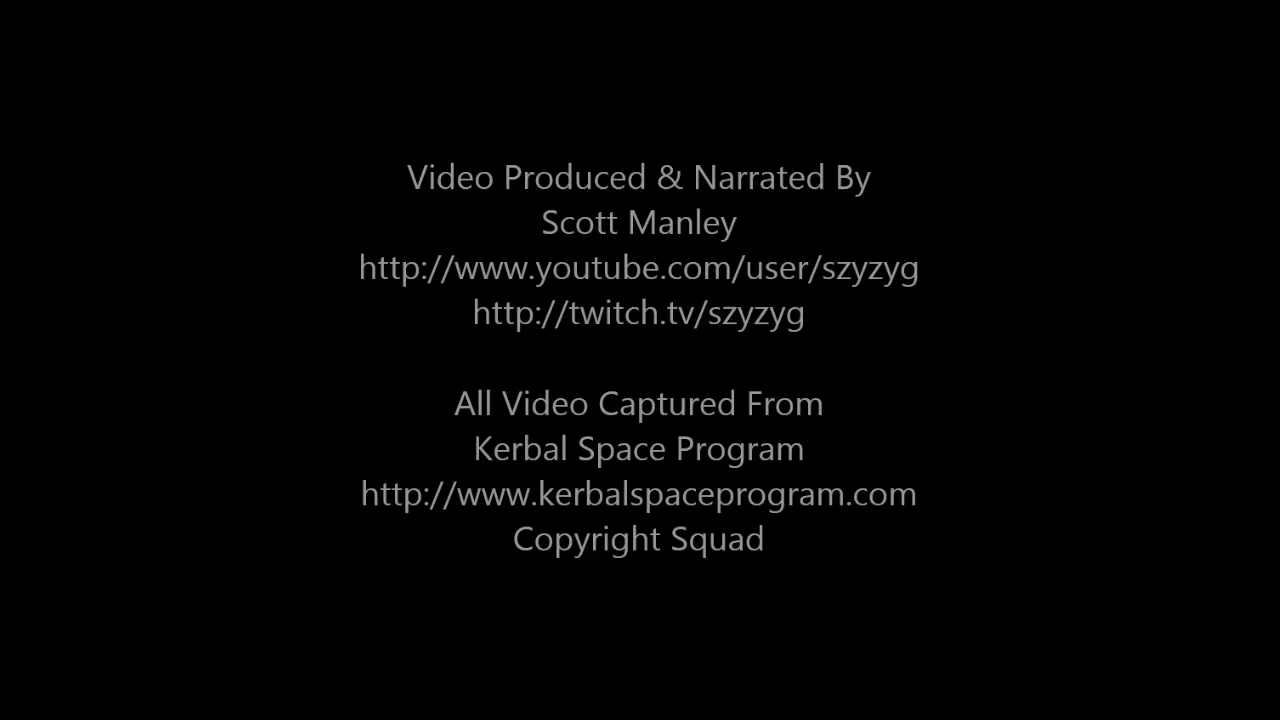 Video Produced & Narrated By
Scott Manley
http://www.youtube.com/user/szyzyg
http://twitch.tv/szyzyg
All Video Captured From
Kerbal Space Program
http://www.kerbalspaceprogram.com
Copyright Squad